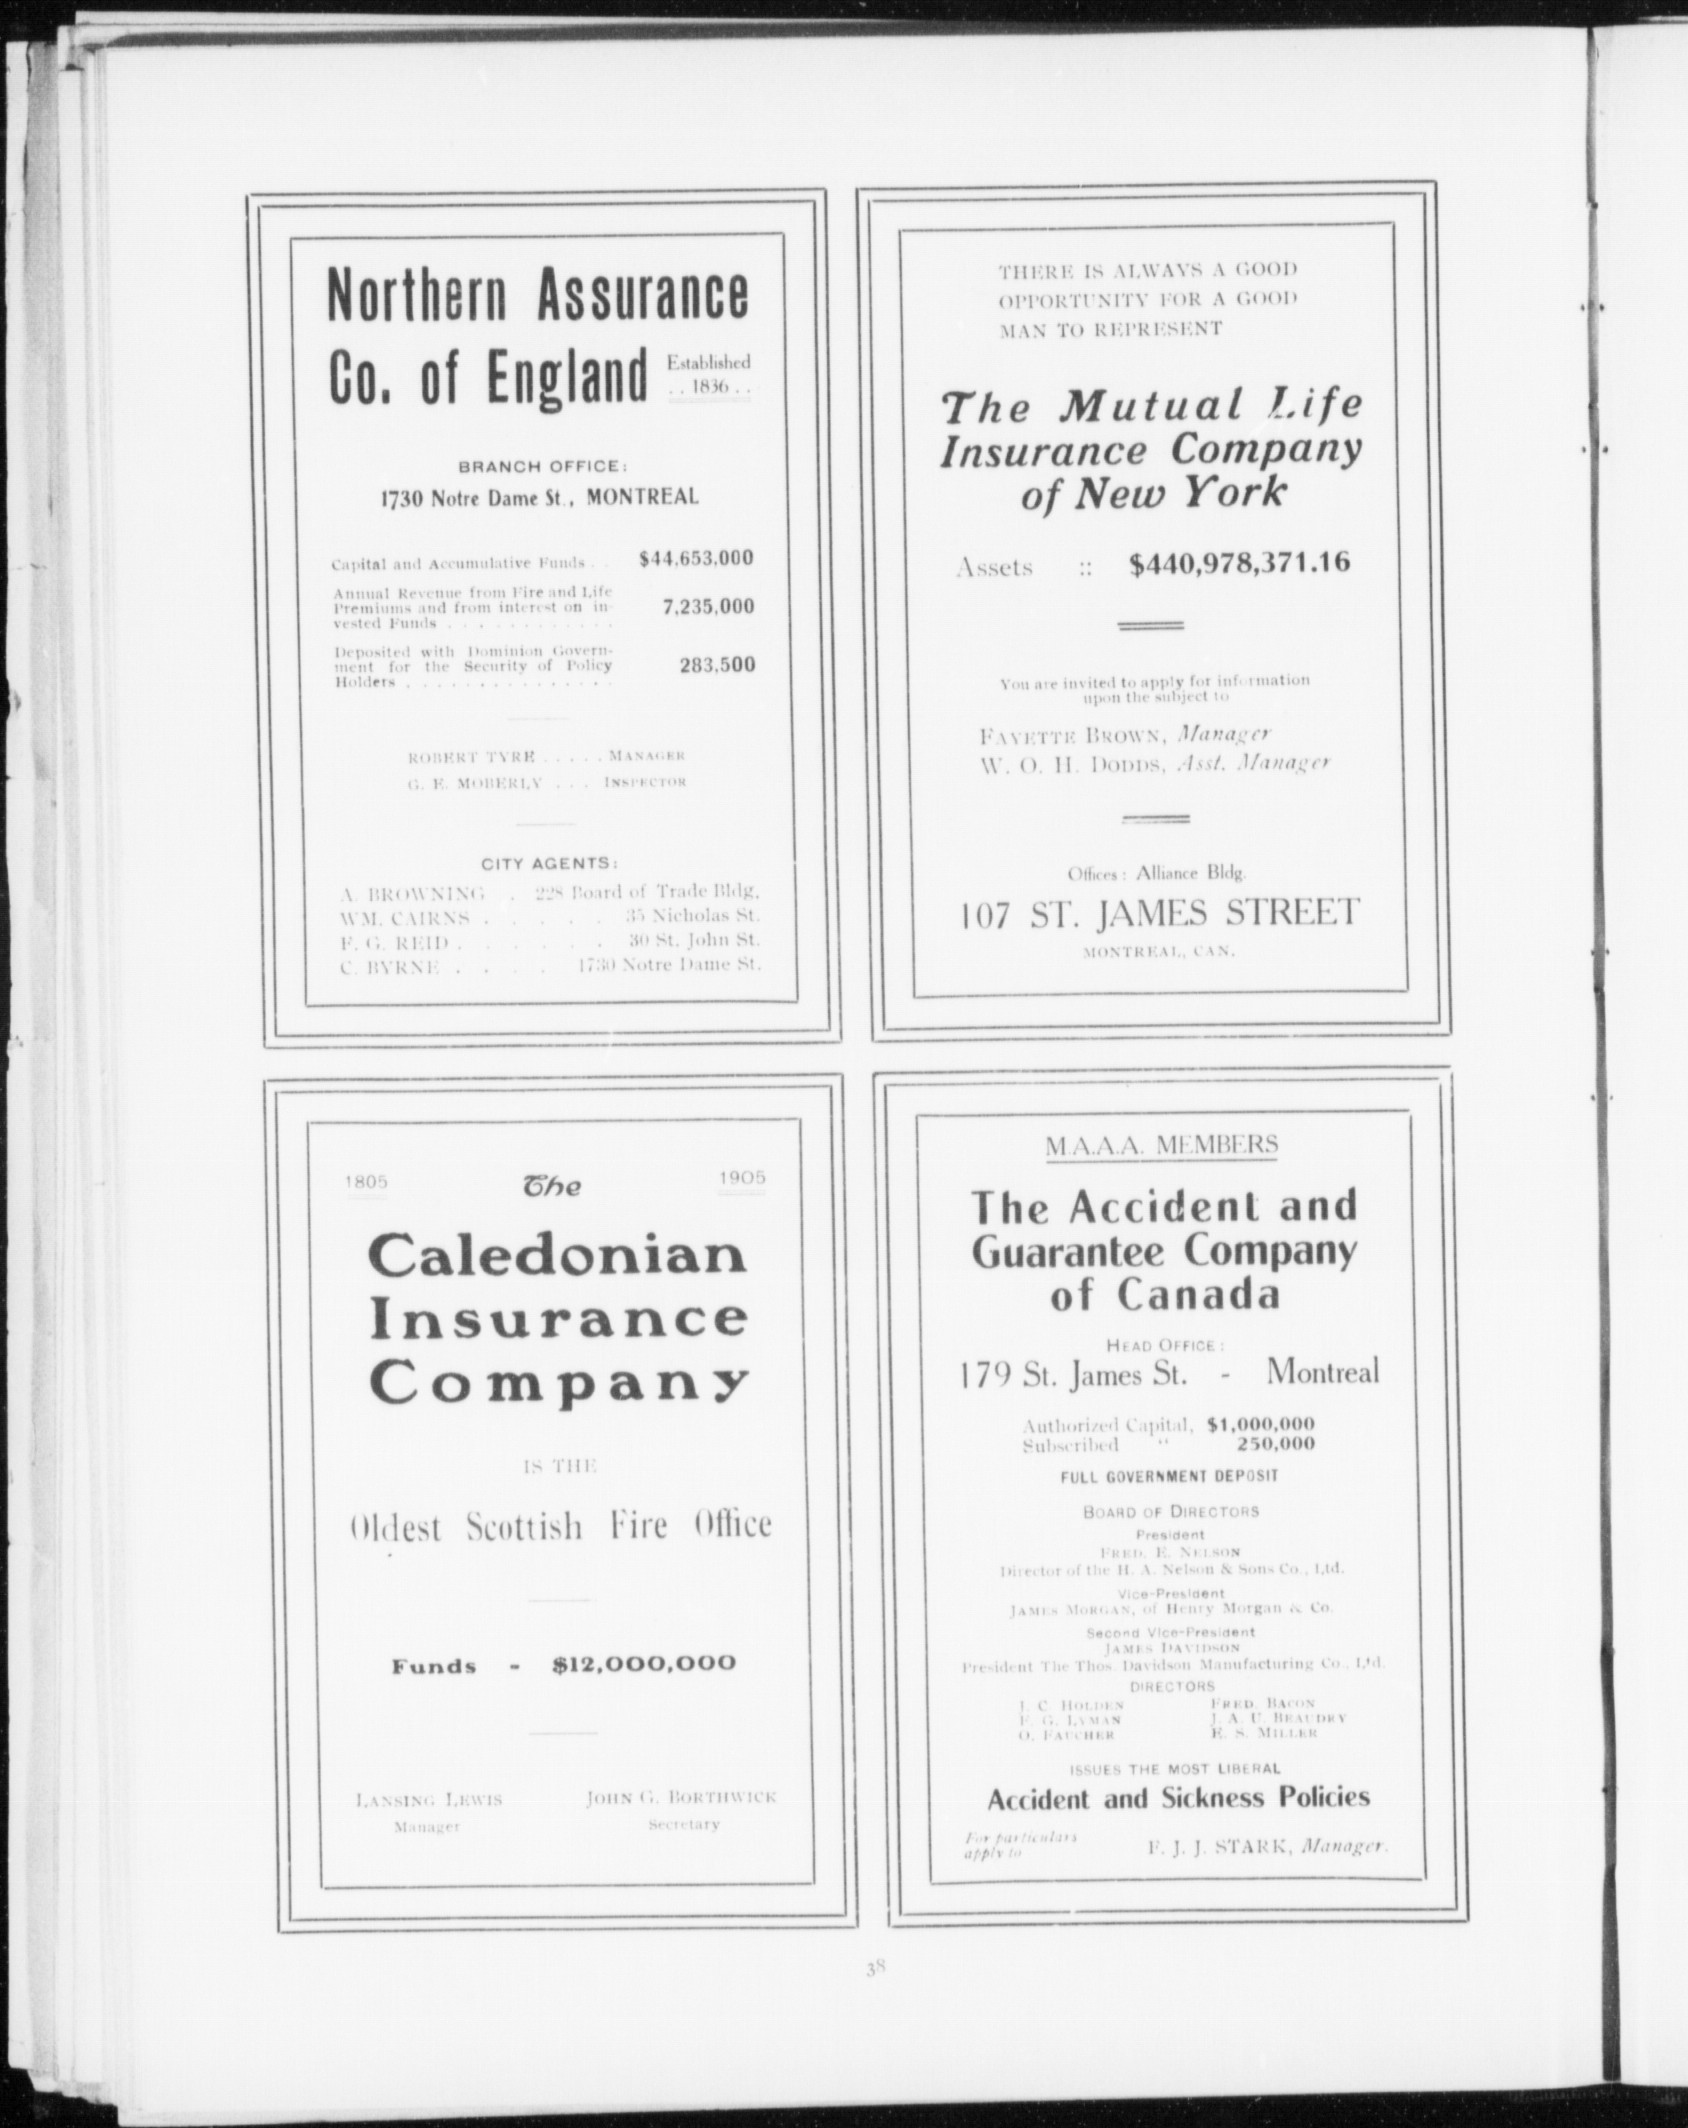 Northern Assurance
Co. of England
Established
. . 1836 . .
BRANCH OFFICE:
1730 Notre Dame St., MONTREAL
Capital and Accumulative Funds . . $44,653,000
Annual Revenue from Fire and Life
Premiums and from interest on in-
vested Funds . . . . . . . . . . . . 7,235,000
Deposited with Dominion Govern-
ment for the Security of Policy
Holders . . . . . . . . . . . . . . . 283,500
ROBERT TYRE . . . . . MANAGER
G. E. MOBERLY . . . INSPECTOR
CITY AGENTS:
A. BROWNING . 228 Board of Trade Bldg.
WM. CAIRNS . . . . . 35 Nicholas St.
F. G. REID . . . . . . 30 St. John St.
C. BYRNE . . . . 1730 Notre Dame St.
THERE IS ALWAYS A GOOD
OPPORTUNITY FOR A GOOD
MAN TO REPRESENT
The Mutual Life
Insurance Company
of New York
Assets :: $440,978,371.16
You are invited to apply for information
upon the subject to
FAYETTE BROWN, Manager
W. O. H. DODDS, Asst. Manager
Offices: Alliance Bldg.
107 ST. JAMES STREET
MONTREAL, CAN.
1805 The 1905
Caledonian
Insurance
Company
IS THE
Oldest Scottish Fire Office
Funds - $12,000,000
LANSING LEWIS JOHN G. BORTHWICK
Manager Secretary
M.A.A.A. MEMBERS
The Accident and
Guarantee Company
of Canada
HEAD OFFICE:
179 St. James St. - Montreal
Authorized Capital, $1,000,000
Subscribed " 250,000
FULL GOVERNMENT DEPOSIT
BOARD OF DIRECTORS
President
FRED. E. NELSON
Director of the H. A. Nelson & Sons Co., Ltd.
Vice-President
JAMES MORGAN, of Henry Morgan & Co.
Second Vice-President
JAMES DAVIDSON
President The Thos. Davidson Manufacturing Co., Ltd.
DIRECTORS
J. C. HOLDEN FRED. BACON
F. G. LYMAN J. A. U. BEAUDRY
O. FAUCHER E. S. MILLER
ISSUES THE MOST LIBERAL
Accident and Sickness Policies
For particulars
apply to
F. J. J. STARK, Manager.
38